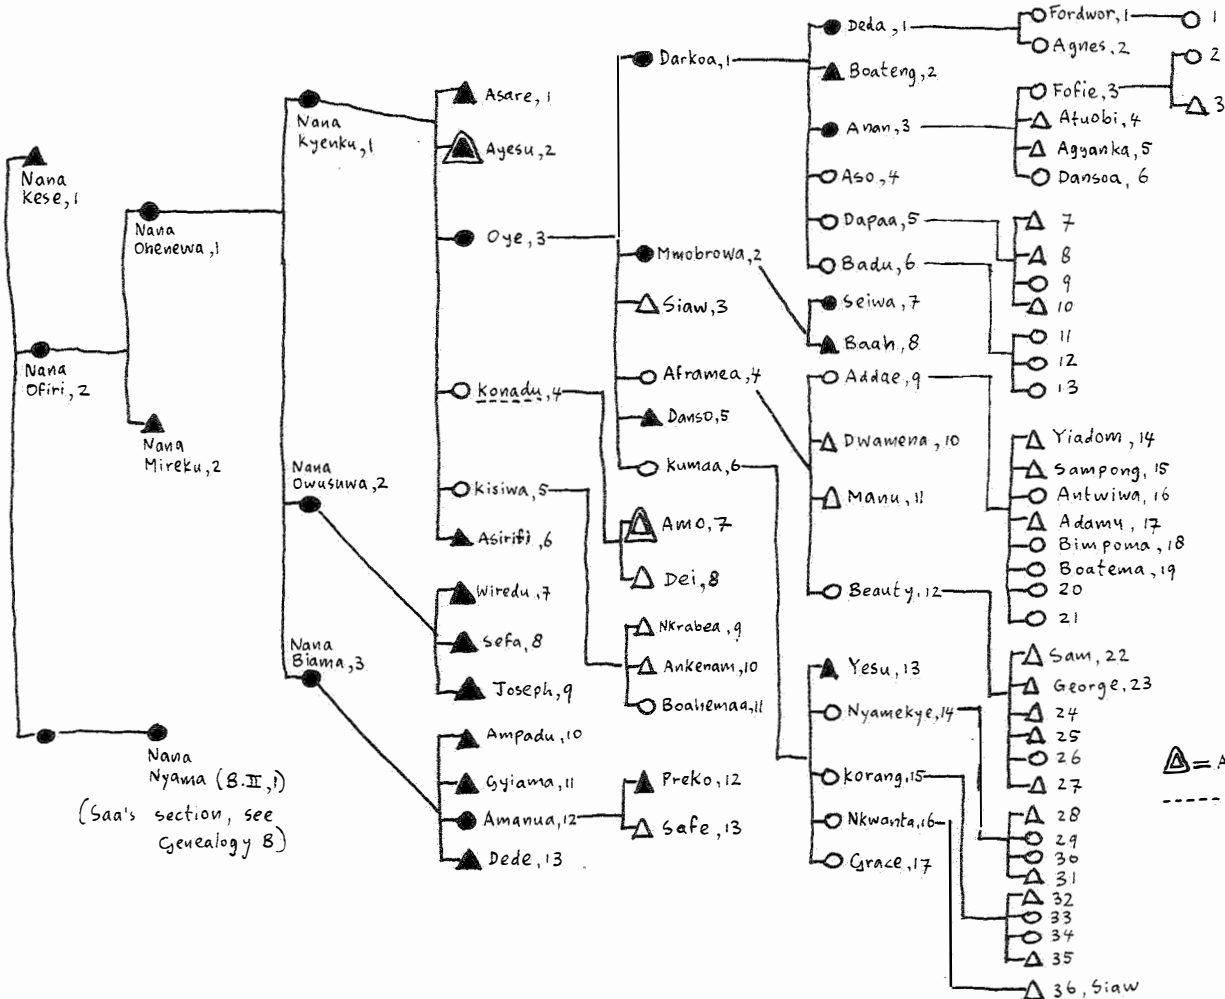 Nana
Kese, 1
Nana
Ofiri, 2
Nana
Nyama (B.II,1)
(Saa's section, see
Genealogy B)
Nana
Ohenewa, 1
Nana
Mireku, 2
Nana
Kyenku, 1
Nana
Owusuwa, 2
Nana
Biama, 3
Asare, 1
Ayesu, 2
Oye, 3
Konadu, 4
Kisiwa, 5
Asirifi, 6
Wiredu, 7
Sefa, 8
Joseph, 9
Ampadu, 10
Gyiama, 11
Amanua, 12
Dede, 13
Darkoa, 1
Mmobrowa, 2
Siaw, 3
Aframea, 4
Danso, 5
Kumaa, 6
Amo, 7
Dei, 8
Nkrabea, 9
Ankenam, 10
Boahemaa, 11
Preko, 12
Safe, 13
Deda, 1
Boateng, 2
Anan, 3
Aso, 4
Dapaa, 5
Badu, 6
Seiwa, 7
Baah, 8
Addae, 9
Dwamena, 10
Manu, 11
Beauty, 12
Yesu, 13
Nyamekye, 14
Korang, 15
Nkwanta, 16
Grace, 17
Fordwor, 1
Agnes, 2
Fofie, 3
Afuobi, 4
Agyanka, 5
Dansoa, 6
7
8
9
10
11
12
13
Yiadom, 14
Sampong, 15
Antwiwa, 16
Adamu, 17
Bimpoma, 18
Boatema, 19
20
21
Sam, 22
George, 23
24
25
26
27
28
29
30
31
32
33
34
35
36, Siaw
1
2
3
= A